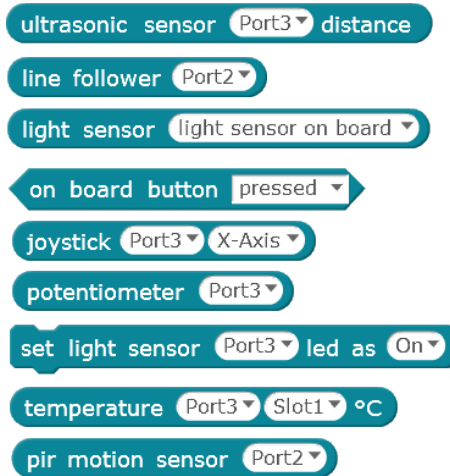 ultrasonic sensor Port3 distance
line follower Port2
light sensor light sensor on board
on board button pressed
joystick Port3 X-Axis
potentiometer Port3
set light sensor Port3 led as On
temperature Port3 Slot1 °C
pir motion sensor Port2